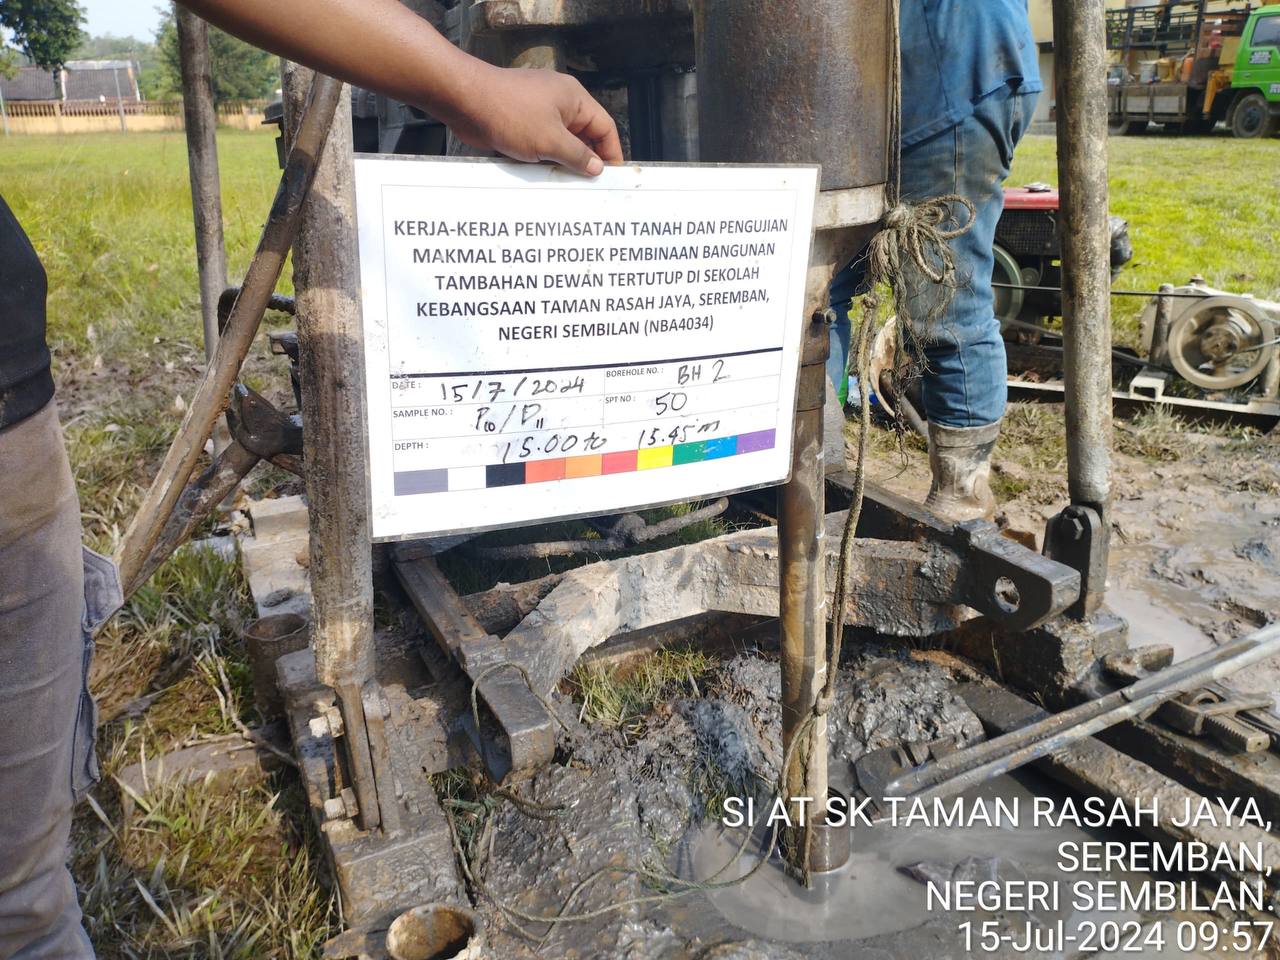 KERJA-KERJA PENYIASATAN TANAH DAN PENGUJIAN
MAKMAL BAGI PROJEK PEMBINAAN BANGUNAN
TAMBAHAN DEWAN TERTUTUP DI SEKOLAH
KEBANGSAAN TAMAN RASAH JAYA, SEREMBAN,
NEGERI SEMBILAN (NBA4034)
DATE : 15/7/2024 BOREHOLE NO. : BH 2
SAMPLE NO. : P10/D11 SPT NO : 50
DEPTH : 15.00 to 15.45 m
SI AT SK TAMAN RASAH JAYA,
SEREMBAN,
NEGERI SEMBILAN.
15-Jul-2024 09:57